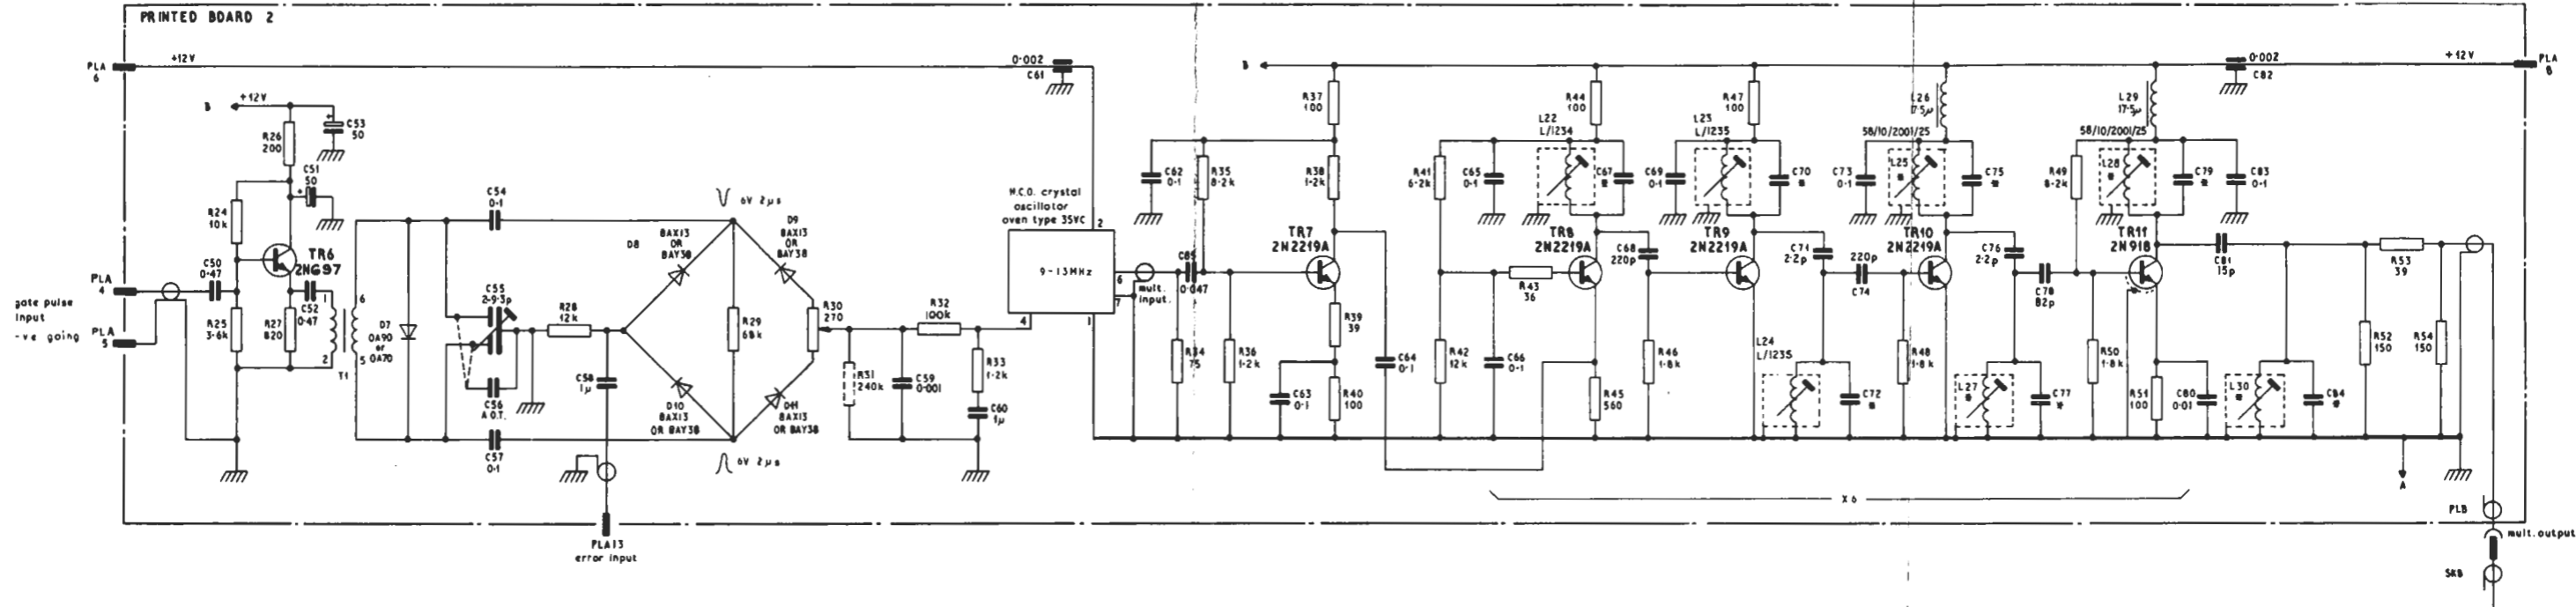 PRINTED BOARD 2
PLA 6
+12V
0·002
C61
B
+12V
R26
200
C53
50
C51
50
R24
10k
TR6
2N697
C50
0·47
PLA 4
gate pulse
input
-ve going
PLA 5
R25
3·6k
R27
820
C52
0·47
1
2
6
5
T1
D7
OA90
or
OA70
C54
0·1
C55
2-9·3p
C56
A.O.T.
C57
0·1
R28
12k
C58
1μ
PLA13
error input
6V 2μs
D8
BAX13
OR
BAY38
D9
BAX13
OR
BAY38
R29
68k
D10
BAX13
OR BAY38
D11
BAX13
OR BAY38
6V 2μs
R30
270
R31
240k
C59
0·001
R32
100k
R33
1·2k
C60
1μ
H.C.D. crystal
oscillator
oven type 35VC
9-13MHz
2
4
1
6
7
mult.
input.
C85
0·047
R34
75
R36
1·2k
C62
0·1
R35
8·2k
B
R37
100
R38
1·2k
TR7
2N2219A
R39
39
C63
0·1
R40
100
C64
0·1
R41
6·2k
C65
0·1
R42
12k
C66
0·1
R43
36
R44
100
L22
L/1234
C67
*
TR8
2N2219A
R45
560
C68
220p
R46
1·8k
R47
100
L23
L/1235
C69
0·1
C70
*
TR9
2N2219A
C71
2·2p
L24
L/1235
C72
*
220p
C74
C73
0·1
L26
17·5μ
58/10/2001/25
L25
*
C75
*
TR10
2N2219A
R48
1·8k
C76
2·2p
L27
*
C77
*
C78
82p
R49
8·2k
R50
1·8k
L29
17·5μ
58/10/2001/25
L28
*
C79
*
C83
0·1
TR11
2N918
R51
100
C80
0·01
C81
15p
L30
*
C84
*
0·002
C82
+12V
PLA 8
R53
39
R52
150
R54
150
A
X 6
PLB
mult. output
SKB